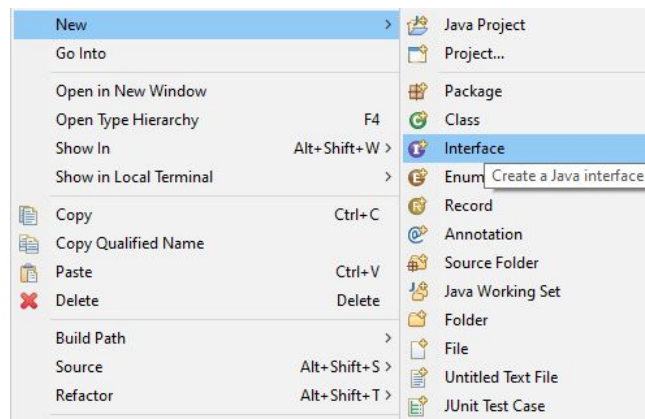 New >
Go Into
Open in New Window
Open Type Hierarchy F4
Show In Alt+Shift+W >
Show in Local Terminal >
Copy Ctrl+C
Copy Qualified Name
Paste Ctrl+V
Delete Delete
Build Path >
Source Alt+Shift+S >
Refactor Alt+Shift+T >
Java Project
Project...
Package
Class
Interface
Enum
Create a Java interface
Record
Annotation
Source Folder
Java Working Set
Folder
File
Untitled Text File
JUnit Test Case